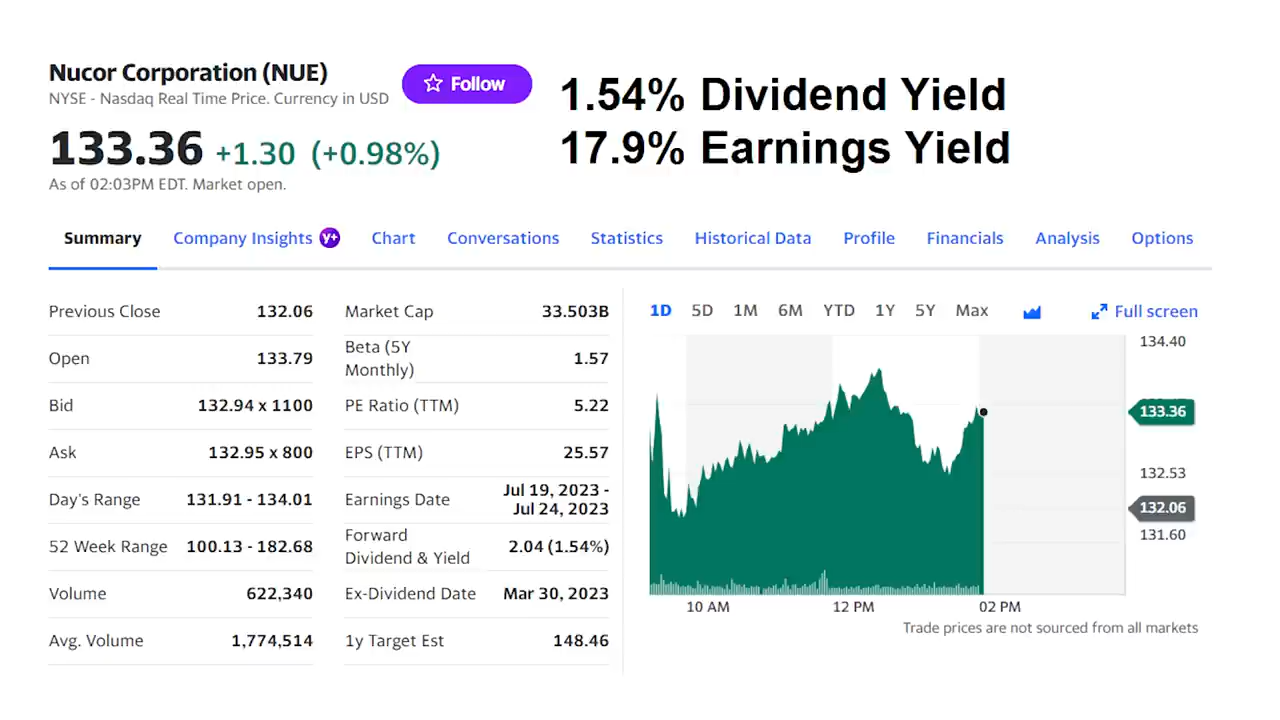 Nucor Corporation (NUE)
NYSE - Nasdaq Real Time Price. Currency in USD
Follow
133.36 +1.30 (+0.98%)
As of 02:03PM EDT. Market open.
1.54% Dividend Yield
17.9% Earnings Yield
Summary Company Insights Y+ Chart Conversations Statistics Historical Data Profile Financials Analysis Options
Previous Close 132.06
Open 133.79
Bid 132.94 x 1100
Ask 132.95 x 800
Day's Range 131.91 - 134.01
52 Week Range 100.13 - 182.68
Volume 622,340
Avg. Volume 1,774,514
Market Cap 33.503B
Beta (5Y
Monthly) 1.57
PE Ratio (TTM) 5.22
EPS (TTM) 25.57
Earnings Date Jul 19, 2023 -
Jul 24, 2023
Forward
Dividend & Yield 2.04 (1.54%)
Ex-Dividend Date Mar 30, 2023
1y Target Est 148.46
1D 5D 1M 6M YTD 1Y 5Y Max Full screen
134.40
133.36
132.53
132.06
131.60
10 AM 12 PM 02 PM
Trade prices are not sourced from all markets